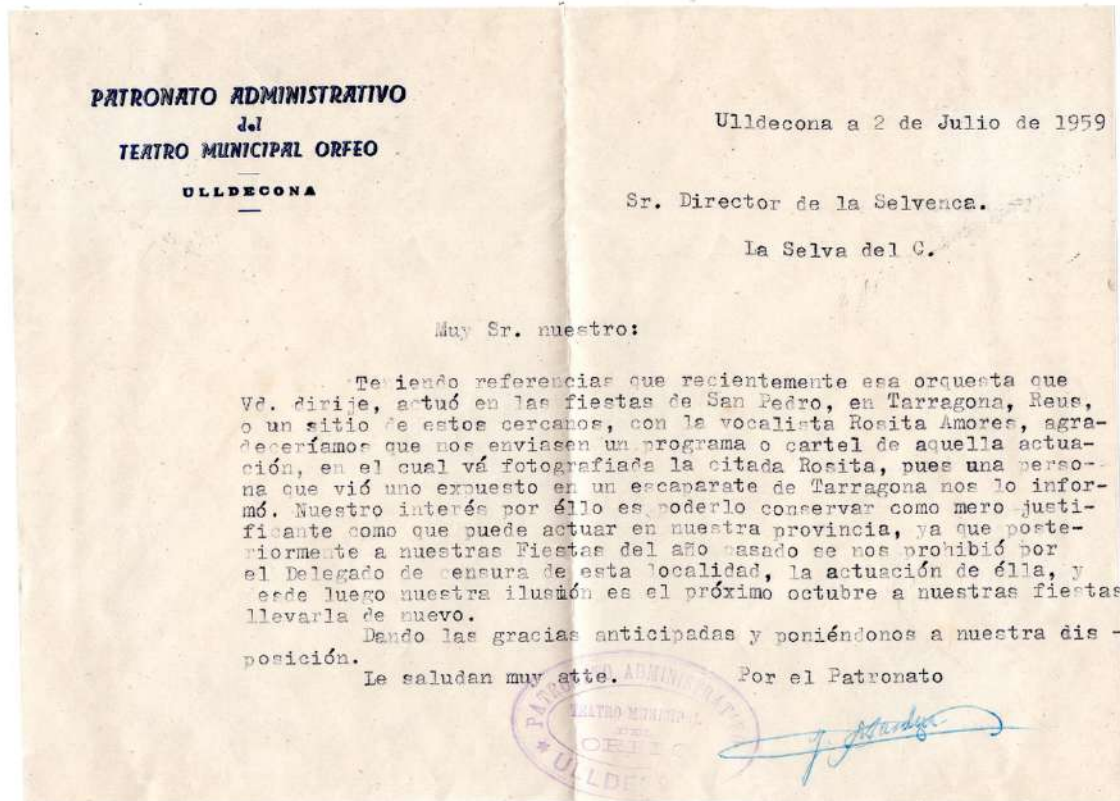 PATRONATO ADMINISTRATIVO
del
TEATRO MUNICIPAL ORFEO
ULLDECONA
Ulldecona a 2 de Julio de 1959
Sr. Director de la Selvenca.
La Selva del C.
Muy Sr. nuestro:
Teniendo referencias que recientemente esa orquesta que
Vd. dirije, actuó en las fiestas de San Pedro, en Tarragona, Reus,
o un sitio de estos cercanos, con la vocalista Rosita Amores, agra-
deceríamos que nos enviasen un programa o cartel de aquella actua-
ción, en el cual vá fotografiada la citada Rosita, pues una perso--
na que vió uno expuesto en un escaparate de Tarragona nos lo infor-
mó. Nuestro interés por éllo es poderlo conservar como mero justi-
ficante como que puede actuar en nuestra provincia, ya que poste-
riormente a nuestras Fiestas del año pasado se nos prohibió por
el Delegado de censura de esta localidad, la actuación de élla, y
desde luego nuestra ilusión es el próximo octubre a nuestras fiestas
llevarla de nuevo.
Dando las gracias anticipadas y poniéndonos a nuestra dis -
posición.
Le saludan muy atte. Por el Patronato
PATRONATO ADMINISTRATIVO
TEATRO MUNICIPAL
DEL
ORFEO
* ULLDECONA